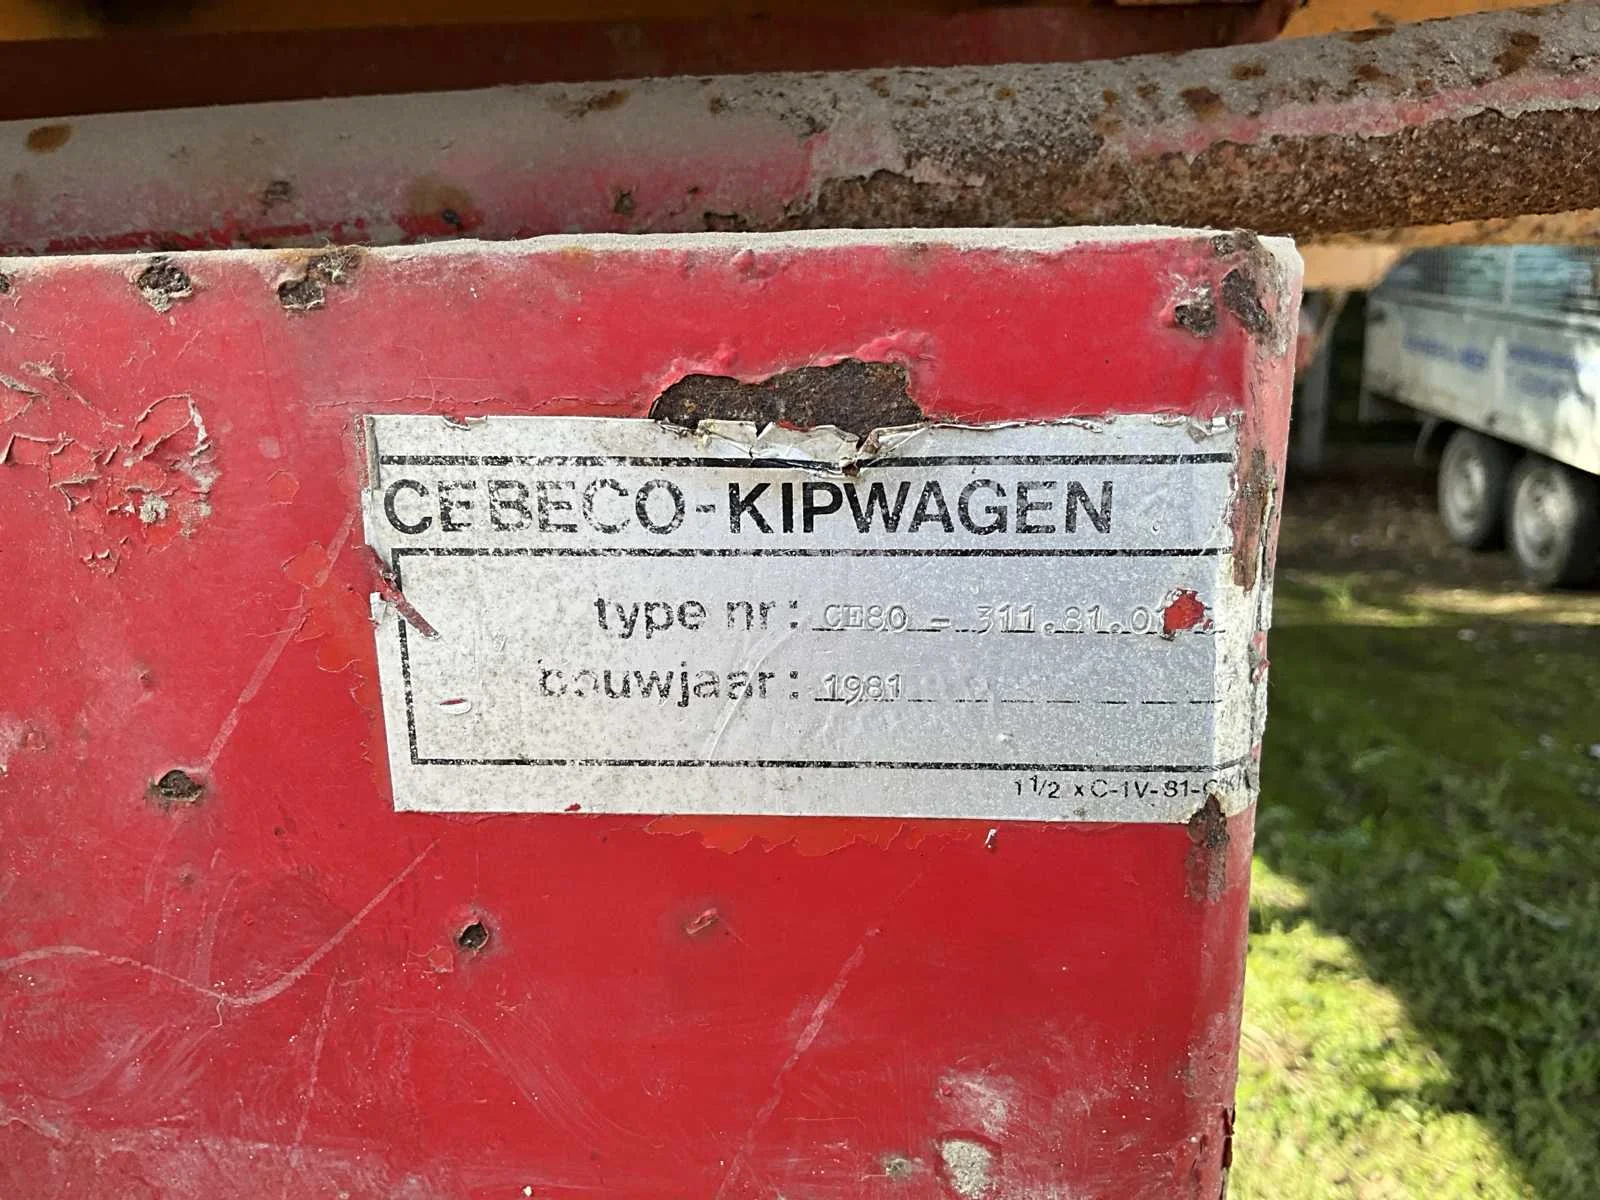 CEBECO-KIPWAGEN
type nr: CE80 - 311.81.0
bouwjaar: 1981
1 1/2 x C-1V-81-